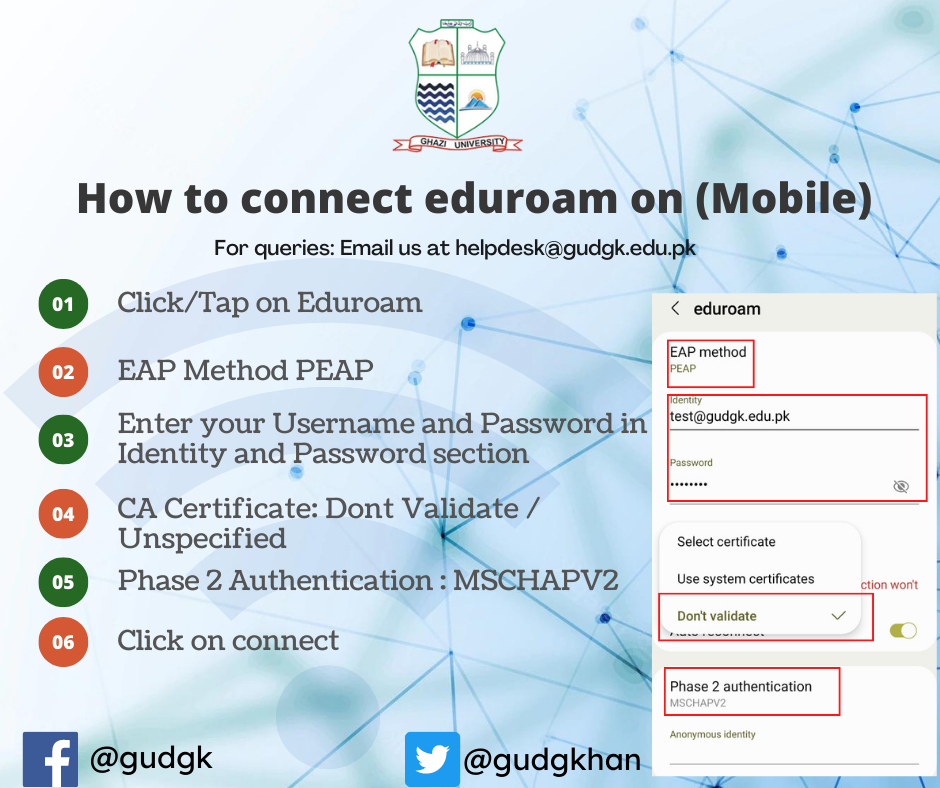 GHAZI UNIVERSITY
How to connect eduroam on (Mobile)
For queries: Email us at helpdesk@gudgk.edu.pk
01 Click/Tap on Eduroam
02 EAP Method PEAP
03 Enter your Username and Password in
Identity and Password section
04 CA Certificate: Dont Validate /
Unspecified
05 Phase 2 Authentication : MSCHAPV2
06 Click on connect
eduroam
EAP method
PEAP
Identity
test@gudgk.edu.pk
Password
••••••••
Select certificate
Use system certificates
ction won't
Don't validate
Auto reconnect
Phase 2 authentication
MSCHAPV2
Anonymous identity
@gudgk
@gudgkhan